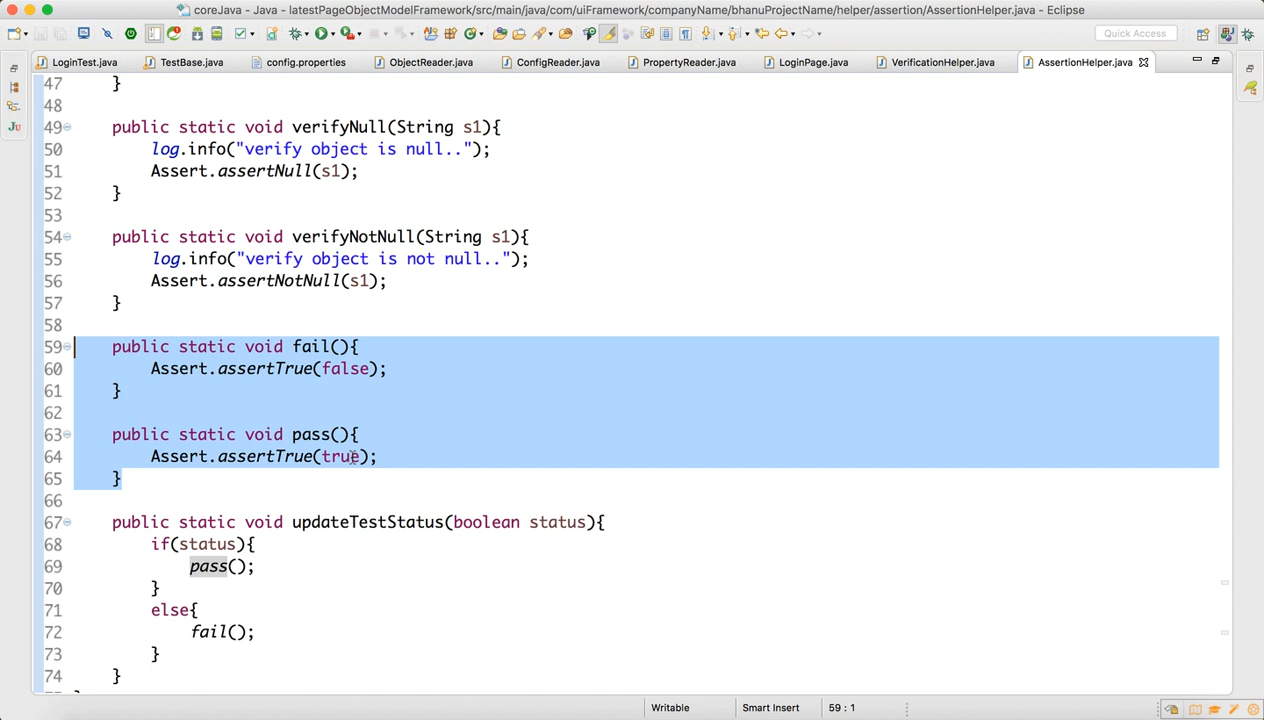 coreJava - Java - latestPageObjectModelFramework/src/main/java/com/uiFramework/companyName/bhanuProjectName/helper/assertion/AssertionHelper.java - Eclipse
Quick Access
LoginTest.java TestBase.java config.properties ObjectReader.java ConfigReader.java PropertyReader.java LoginPage.java VerificationHelper.java AssertionHelper.java
47 }
48
49 public static void verifyNull(String s1){
50 log.info("verify object is null..");
51 Assert.assertNull(s1);
52 }
53
54 public static void verifyNotNull(String s1){
55 log.info("verify object is not null..");
56 Assert.assertNotNull(s1);
57 }
58
59 public static void fail(){
60 Assert.assertTrue(false);
61 }
62
63 public static void pass(){
64 Assert.assertTrue(true);
65 }
66
67 public static void updateTestStatus(boolean status){
68 if(status){
69 pass();
70 }
71 else{
72 fail();
73 }
74 }
Writable Smart Insert 59 : 1